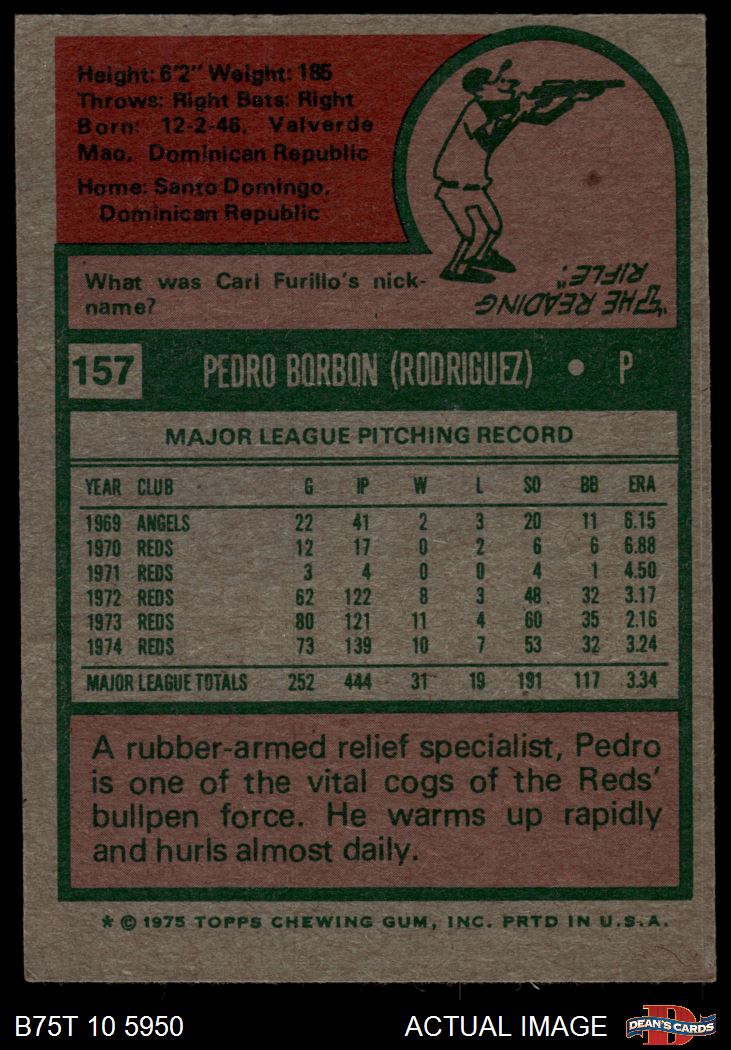 Height: 6'2" Weight: 185
Throws: Right Bats: Right
Born: 12-2-46, Valverde
Mao, Dominican Republic
Home: Santo Domingo,
Dominican Republic
What was Carl Furillo's nick-
name?
"THE READING
RIFLE."
157 PEDRO BORBON (RODRIGUEZ) • P
MAJOR LEAGUE PITCHING RECORD
YEAR CLUB G IP W L SO BB ERA
1969 ANGELS 22 41 2 3 20 11 6.15
1970 REDS 12 17 0 2 6 6 6.88
1971 REDS 3 4 0 0 4 1 4.50
1972 REDS 62 122 8 3 48 32 3.17
1973 REDS 80 121 11 4 60 35 2.16
1974 REDS 73 139 10 7 53 32 3.24
MAJOR LEAGUE TOTALS 252 444 31 19 191 117 3.34
A rubber-armed relief specialist, Pedro
is one of the vital cogs of the Reds'
bullpen force. He warms up rapidly
and hurls almost daily.
* © 1975 TOPPS CHEWING GUM, INC. PRTD IN U.S.A.
B75T 10 5950 ACTUAL IMAGE D DEAN'S CARDS